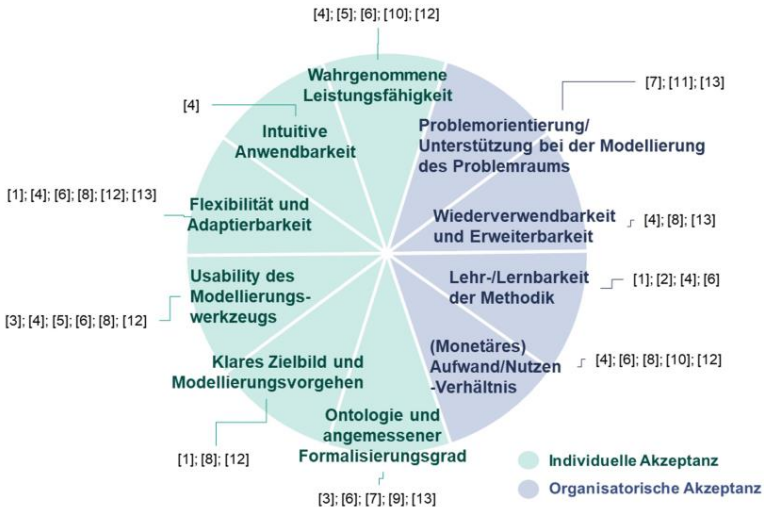 [4]; [5]; [6]; [10]; [12]
Wahrgenommene
Leistungsfähigkeit
[7]; [11]; [13]
[4]
Problemorientierung/
Unterstützung bei der Modellierung
des Problemraums
Intuitive
Anwendbarkeit
[1]; [4]; [6]; [8]; [12]; [13]
Flexibilität und
Adaptierbarkeit
Wiederverwendbarkeit
und Erweiterbarkeit
[4]; [8]; [13]
Usability des
Modellierungs-
werkzeugs
Lehr-/Lernbarkeit
der Methodik
[1]; [2]; [4]; [6]
[3]; [4]; [5]; [6]; [8]; [12]
(Monetäres)
Aufwand/Nutzen
-Verhältnis
[4]; [6]; [8]; [10]; [12]
Klares Zielbild und
Modellierungsvorgehen
Ontologie und
angemessener
Formalisierungsgrad
[1]; [8]; [12]
[3]; [6]; [7]; [9]; [13]
Individuelle Akzeptanz
Organisatorische Akzeptanz